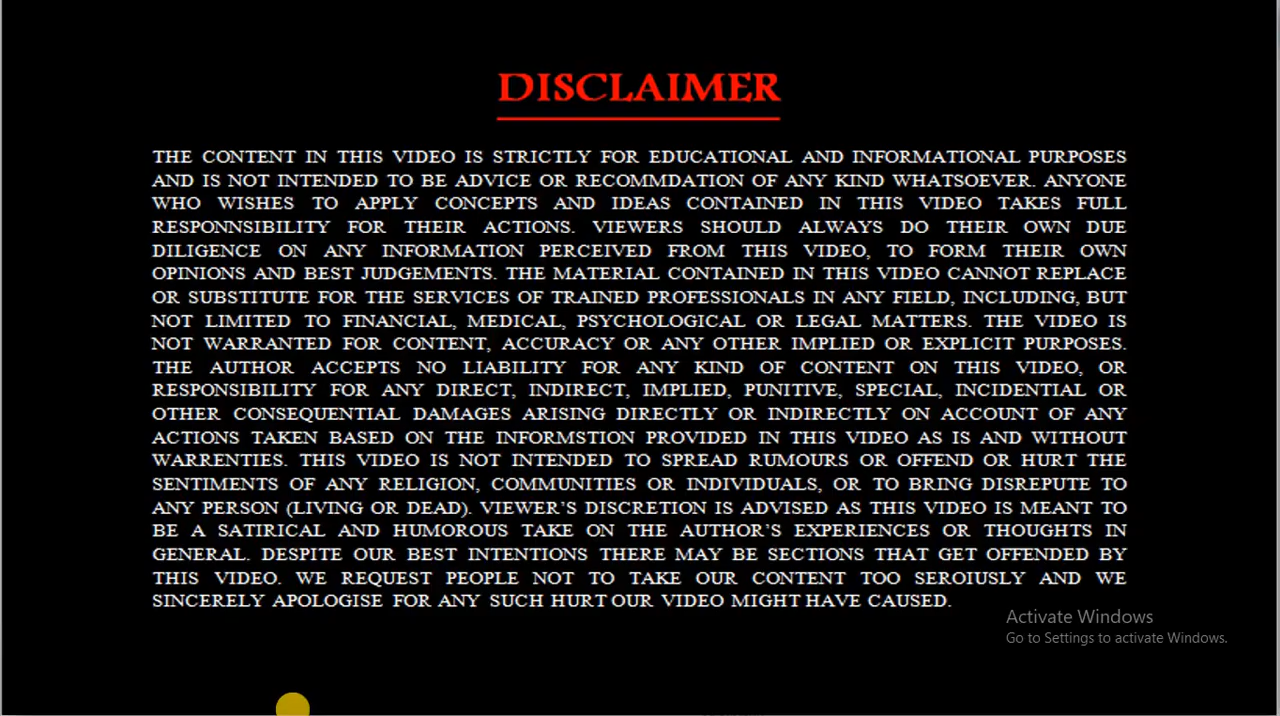 DISCLAIMER
THE CONTENT IN THIS VIDEO IS STRICTLY FOR EDUCATIONAL AND INFORMATIONAL PURPOSES
AND IS NOT INTENDED TO BE ADVICE OR RECOMMDATION OF ANY KIND WHATSOEVER. ANYONE
WHO WISHES TO APPLY CONCEPTS AND IDEAS CONTAINED IN THIS VIDEO TAKES FULL
RESPONNSIBILITY FOR THEIR ACTIONS. VIEWERS SHOULD ALWAYS DO THEIR OWN DUE
DILIGENCE ON ANY INFORMATION PERCEIVED FROM THIS VIDEO, TO FORM THEIR OWN
OPINIONS AND BEST JUDGEMENTS. THE MATERIAL CONTAINED IN THIS VIDEO CANNOT REPLACE
OR SUBSTITUTE FOR THE SERVICES OF TRAINED PROFESSIONALS IN ANY FIELD, INCLUDING, BUT
NOT LIMITED TO FINANCIAL, MEDICAL, PSYCHOLOGICAL OR LEGAL MATTERS. THE VIDEO IS
NOT WARRANTED FOR CONTENT, ACCURACY OR ANY OTHER IMPLIED OR EXPLICIT PURPOSES.
THE AUTHOR ACCEPTS NO LIABILITY FOR ANY KIND OF CONTENT ON THIS VIDEO, OR
RESPONSIBILITY FOR ANY DIRECT, INDIRECT, IMPLIED, PUNITIVE, SPECIAL, INCIDENTIAL OR
OTHER CONSEQUENTIAL DAMAGES ARISING DIRECTLY OR INDIRECTLY ON ACCOUNT OF ANY
ACTIONS TAKEN BASED ON THE INFORMSTION PROVIDED IN THIS VIDEO AS IS AND WITHOUT
WARRENTIES. THIS VIDEO IS NOT INTENDED TO SPREAD RUMOURS OR OFFEND OR HURT THE
SENTIMENTS OF ANY RELIGION, COMMUNITIES OR INDIVIDUALS, OR TO BRING DISREPUTE TO
ANY PERSON (LIVING OR DEAD). VIEWER'S DISCRETION IS ADVISED AS THIS VIDEO IS MEANT TO
BE A SATIRICAL AND HUMOROUS TAKE ON THE AUTHOR'S EXPERIENCES OR THOUGHTS IN
GENERAL. DESPITE OUR BEST INTENTIONS THERE MAY BE SECTIONS THAT GET OFFENDED BY
THIS VIDEO. WE REQUEST PEOPLE NOT TO TAKE OUR CONTENT TOO SEROIUSLY AND WE
SINCERELY APOLOGISE FOR ANY SUCH HURT OUR VIDEO MIGHT HAVE CAUSED.
Activate Windows
Go to Settings to activate Windows.